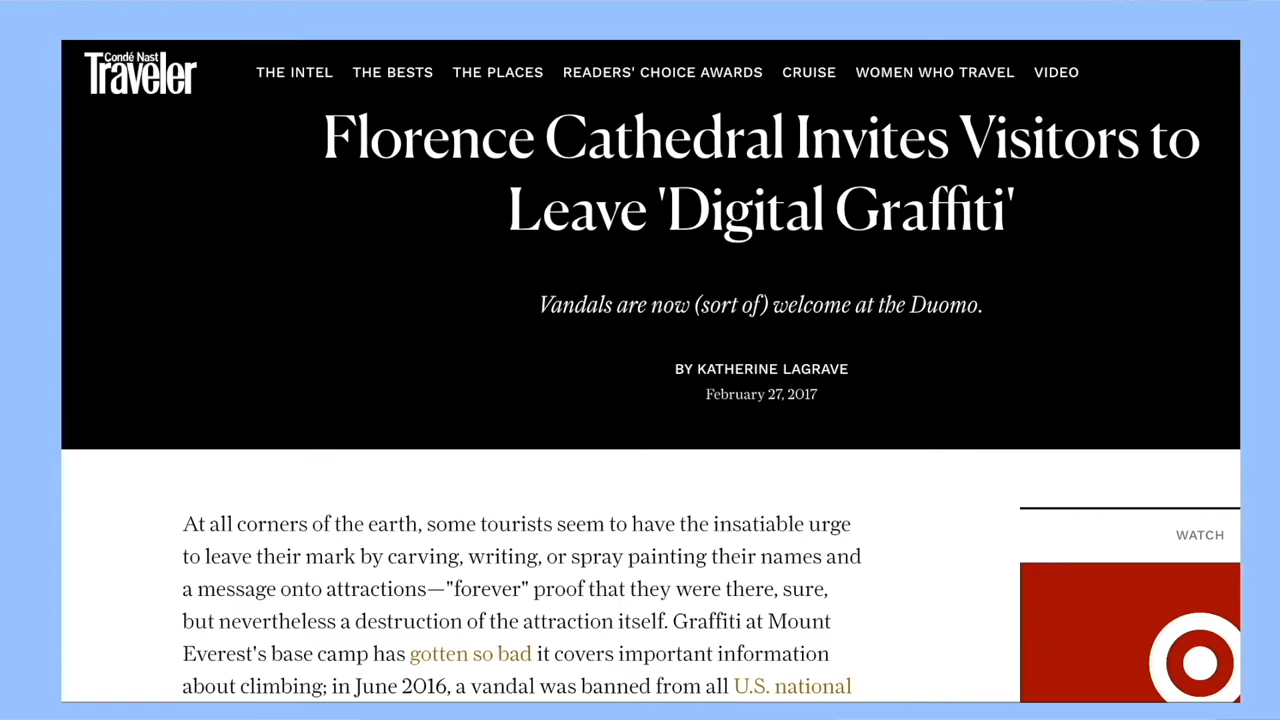 Condé Nast
Traveler
THE INTEL THE BESTS THE PLACES READERS' CHOICE AWARDS CRUISE WOMEN WHO TRAVEL VIDEO
Florence Cathedral Invites Visitors to
Leave 'Digital Graffiti'
Vandals are now (sort of) welcome at the Duomo.
BY KATHERINE LAGRAVE
February 27, 2017
At all corners of the earth, some tourists seem to have the insatiable urge
to leave their mark by carving, writing, or spray painting their names and
a message onto attractions—"forever" proof that they were there, sure,
but nevertheless a destruction of the attraction itself. Graffiti at Mount
Everest's base camp has gotten so bad it covers important information
about climbing; in June 2016, a vandal was banned from all U.S. national
WATCH